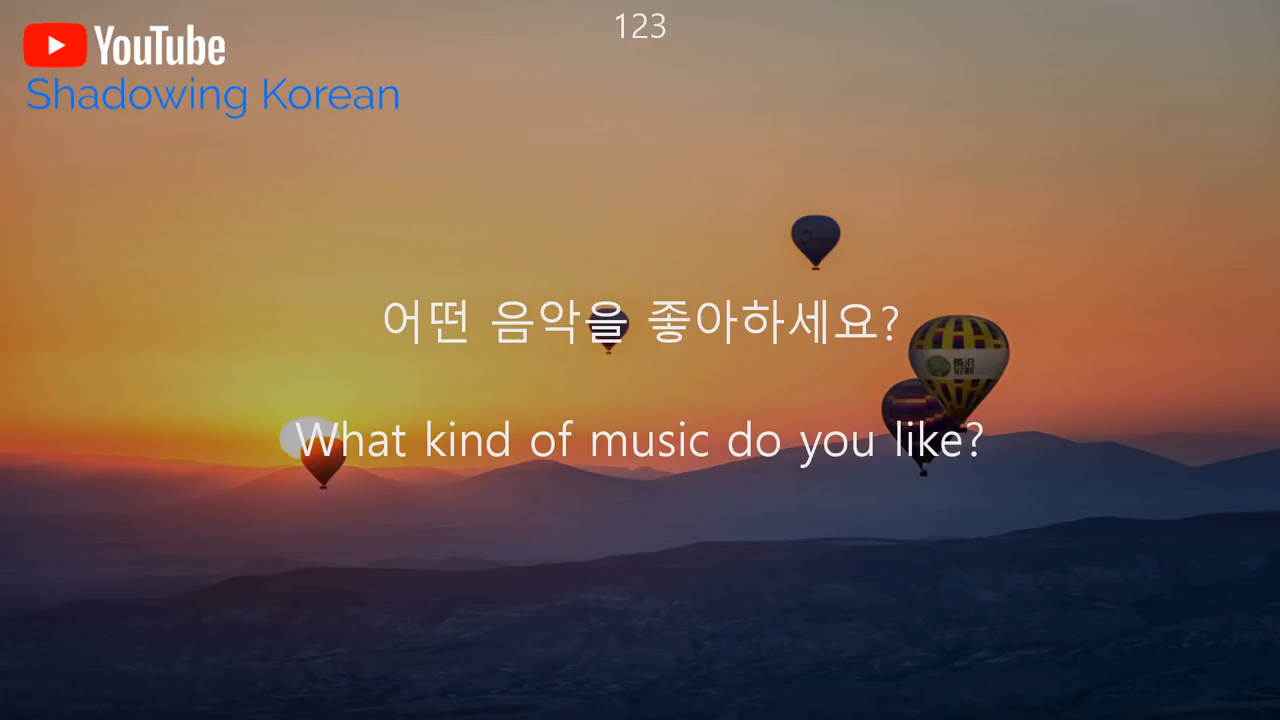 123
YouTube
Shadowing Korean
어떤 음악을 좋아하세요?
What kind of music do you like?